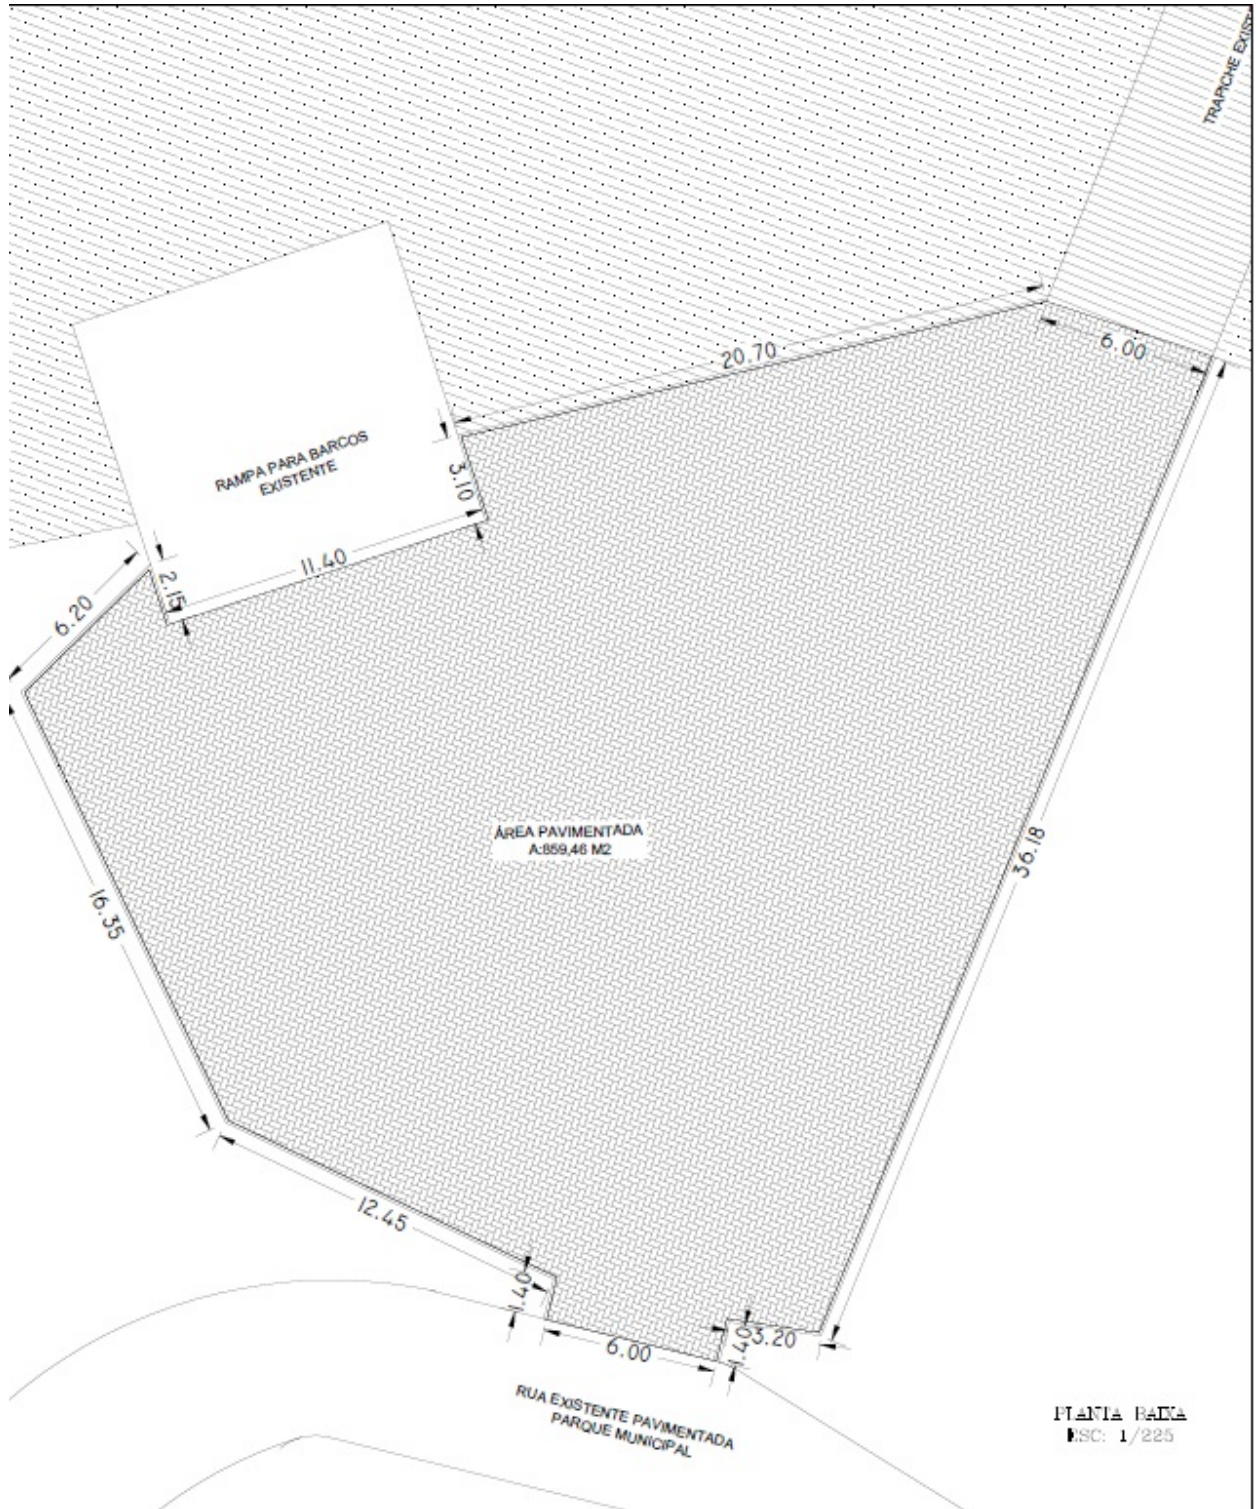 TRAPICHE
20.70
6.00
RAMPA PARA BARCOS
EXISTENTE
3.10
11.40
2.15
6.20
ÁREA PAVIMENTADA
A:859,46 M2
36.18
16.35
12.45
1.40
6.00
1.40
3.20
RUA EXISTENTE PAVIMENTADA
PARQUE MUNICIPAL
PLANTA BAIXA
ESC: 1/225